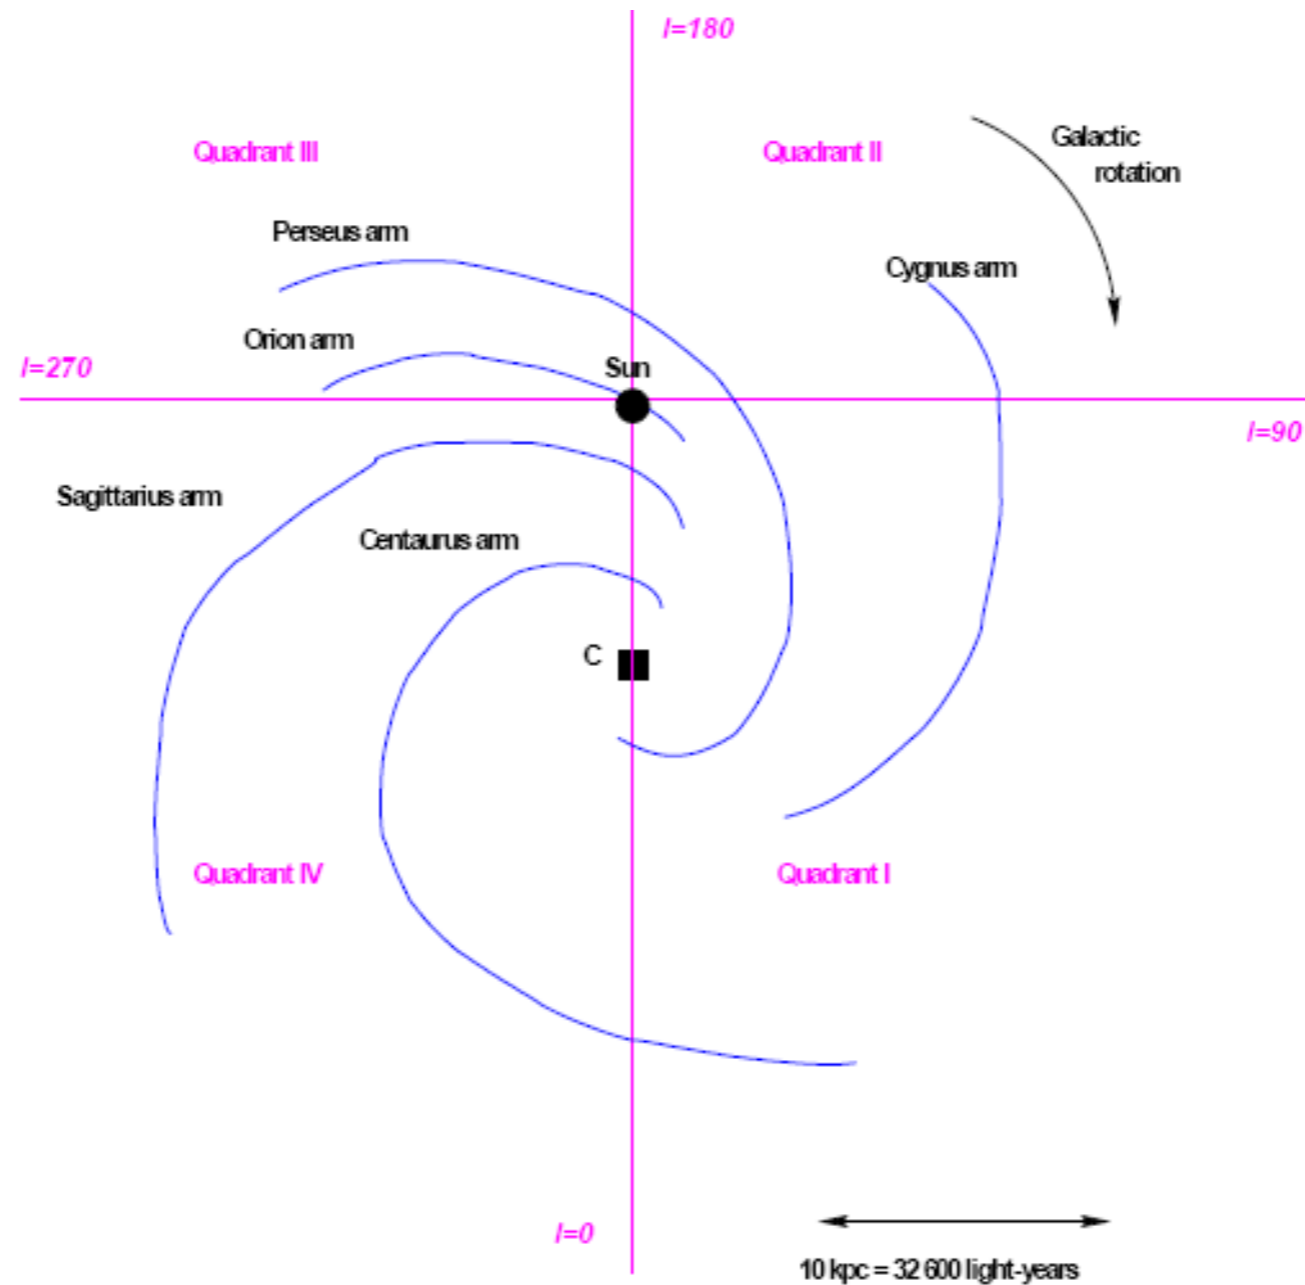 l=180
Galactic
rotation
Quadrant III
Quadrant II
Perseus arm
Cygnus arm
Orion arm
l=270
Sun
l=90
Sagittarius arm
Centaurus arm
C
Quadrant IV
Quadrant I
l=0
10 kpc = 32 600 light-years